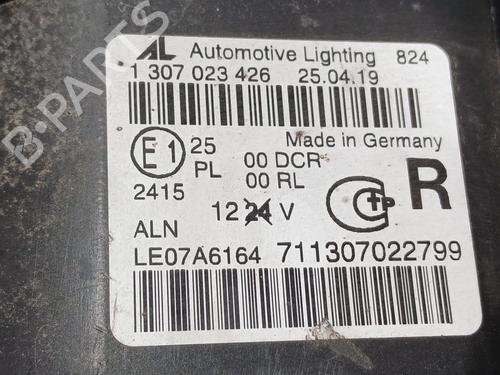 AL Automotive Lighting 824
1 307 023 426 25.04.19
Made in Germany
E1 25 00 DCR
PL 00 RL
2415
12 24 V
R
ALN
LE07A6164 711307022799
B-PARTS